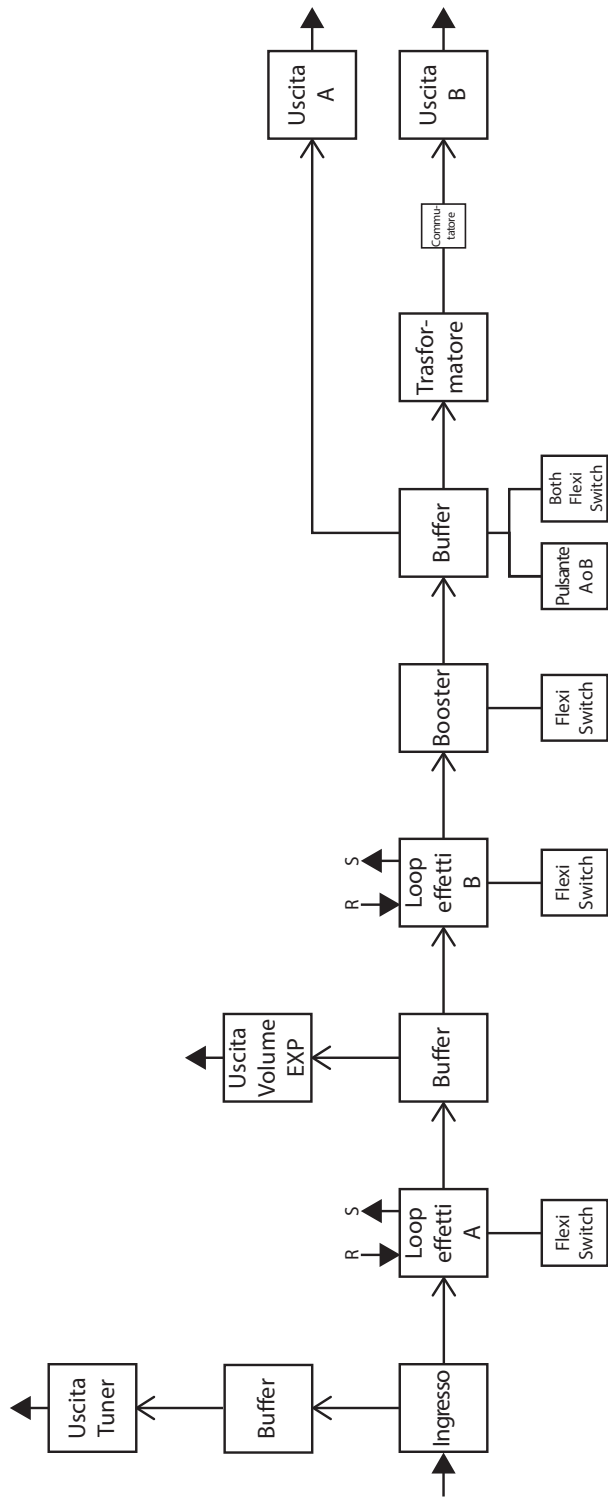 Uscita
Tuner
Buffer
Ingresso
R
S
Loop
effetti
A
Flexi
Switch
Uscita
Volume
EXP
Buffer
R
S
Loop
effetti
B
Flexi
Switch
Booster
Flexi
Switch
Buffer
Pulsante
AoB
Both
Flexi
Switch
Trasfor-
matore
Commu-
tatore
Uscita
A
Uscita
B